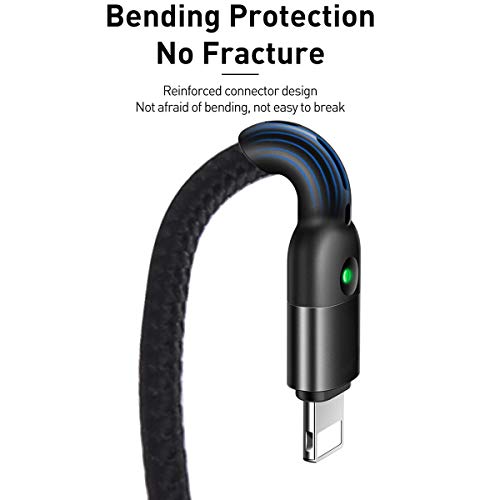 Bending Protection
No Fracture
Reinforced connector design
Not afraid of bending, not easy to break